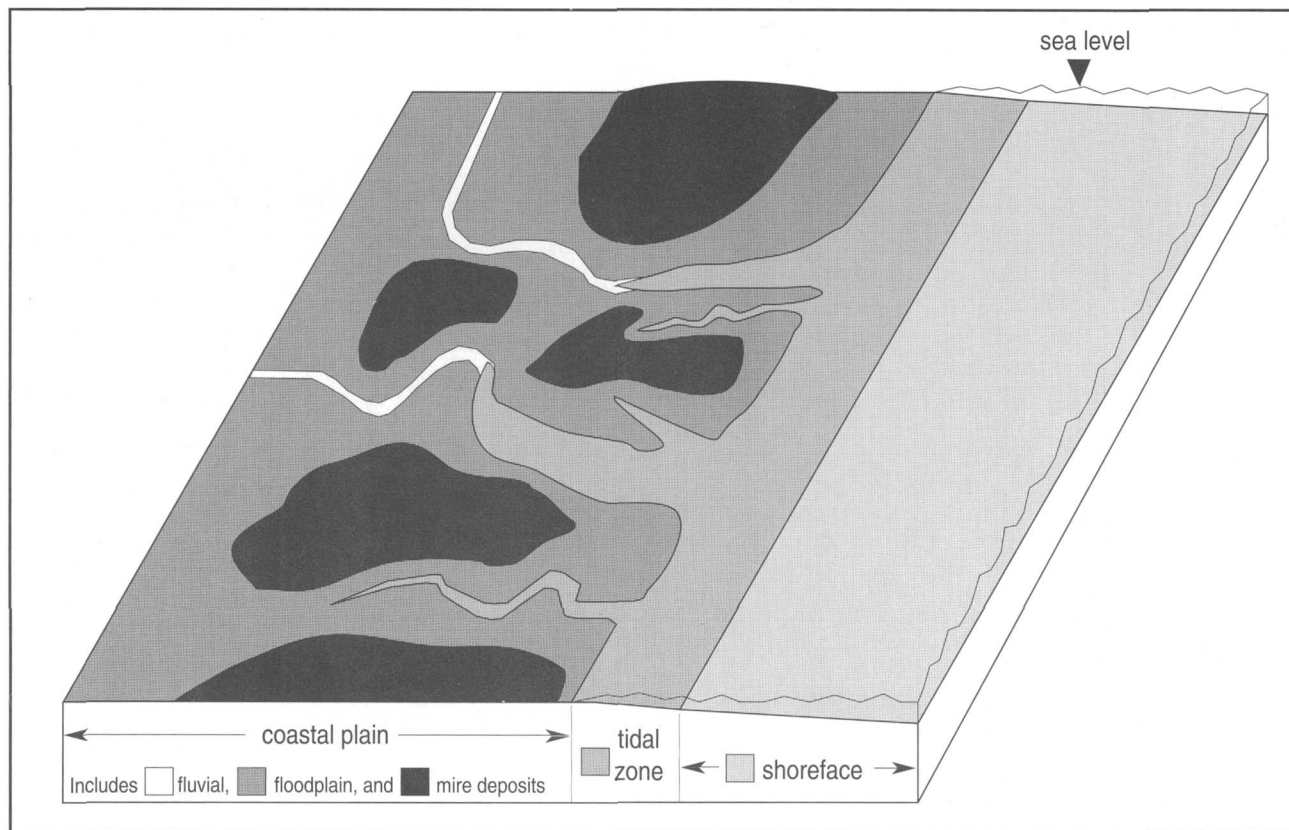 sea level
coastal plain
Includes fluvial, floodplain, and mire deposits
tidal
zone
shoreface